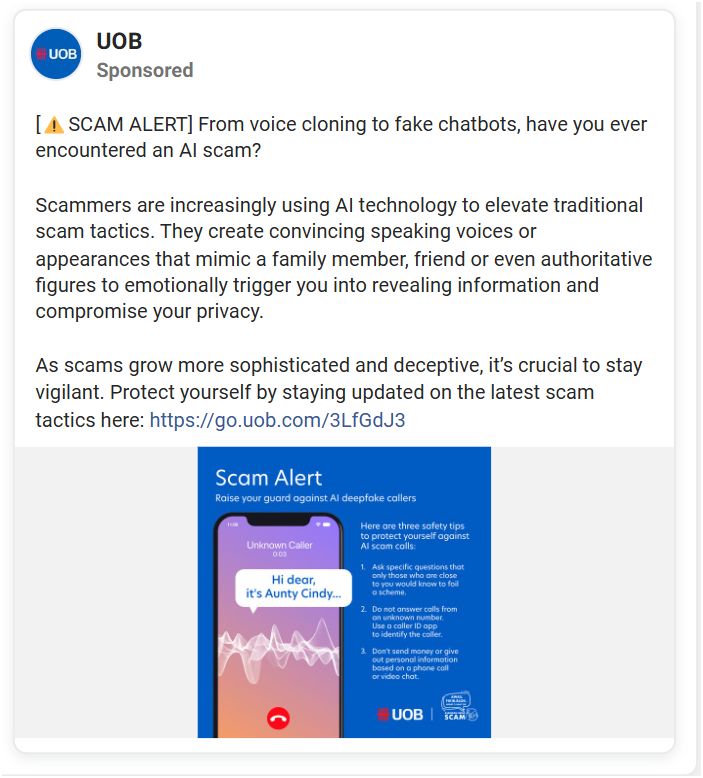 UOB
UOB
Sponsored
[⚠️ SCAM ALERT] From voice cloning to fake chatbots, have you ever
encountered an AI scam?
Scammers are increasingly using AI technology to elevate traditional
scam tactics. They create convincing speaking voices or
appearances that mimic a family member, friend or even authoritative
figures to emotionally trigger you into revealing information and
compromise your privacy.
As scams grow more sophisticated and deceptive, it’s crucial to stay
vigilant. Protect yourself by staying updated on the latest scam
tactics here: https://go.uob.com/3LfGdJ3
Scam Alert
Raise your guard against AI deepfake callers
Unknown Caller
0:03
Hi dear,
it's Aunty Cindy...
Here are three safety tips
to protect yourself against
AI scam calls:
1. Ask specific questions that
only those who are close
to you would know to foil
a scheme.
2. Do not answer calls from
an unknown number.
Use a caller ID app
to identify the caller.
3. Don't send money or give
out personal information
based on a phone call
or video chat.
UOB
SCAM